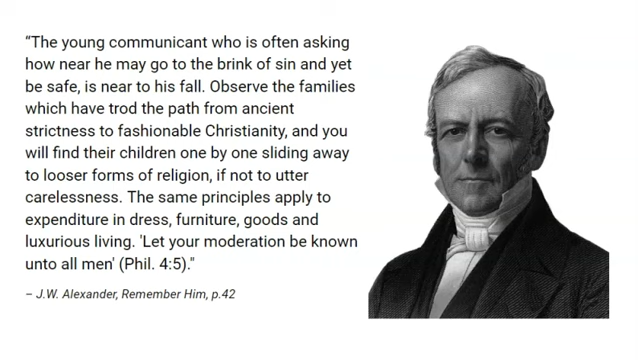 “The young communicant who is often asking
how near he may go to the brink of sin and yet
be safe, is near to his fall. Observe the families
which have trod the path from ancient
strictness to fashionable Christianity, and you
will find their children one by one sliding away
to looser forms of religion, if not to utter
carelessness. The same principles apply to
expenditure in dress, furniture, goods and
luxurious living. 'Let your moderation be known
unto all men' (Phil. 4:5)."
– J.W. Alexander, Remember Him, p.42